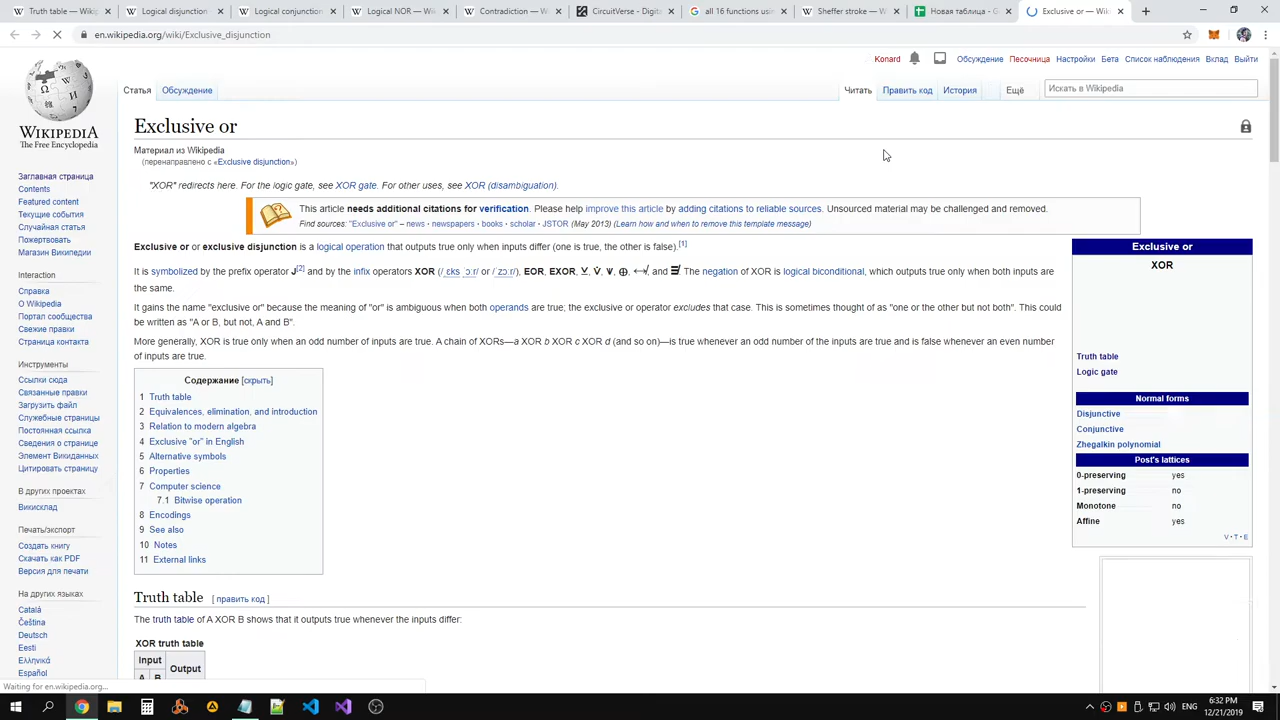 Truth table – Wiki
Logical disjunction –
Logical conjunction
Logical NOR – Wiki
Contradiction – W
CircuitVerse - Digita
all 16 functions usin
Sheffer stroke – W
Новая таблица - G
Exclusive or — Wiki
en.wikipedia.org/wiki/Exclusive_disjunction
Konard
Обсуждение
Песочница
Настройки
Бета
Список наблюдения
Вклад
Выйти
Статья
Обсуждение
Читать
Править код
История
Ещё
Искать в Wikipedia
WIKIPEDIA
The Free Encyclopedia
Заглавная страница
Contents
Featured content
Текущие события
Случайная статья
Пожертвовать
Магазин Википедии
Interaction
Справка
О Wikipedia
Портал сообщества
Свежие правки
Страница контакта
Инструменты
Ссылки сюда
Связанные правки
Загрузить файл
Служебные страницы
Постоянная ссылка
Сведения о странице
Элемент Викиданных
Цитировать страницу
В других проектах
Викисклад
Печать/экспорт
Создать книгу
Скачать как PDF
Версия для печати
На других языках
Català
Čeština
Deutsch
Eesti
Ελληνικά
Español
Exclusive or
Материал из Wikipedia
(перенаправлено с «Exclusive disjunction»)
"XOR" redirects here. For the logic gate, see XOR gate. For other uses, see XOR (disambiguation).
This article needs additional citations for verification. Please help improve this article by adding citations to reliable sources. Unsourced material may be challenged and removed.
Find sources: "Exclusive or" – news · newspapers · books · scholar · JSTOR (May 2013) (Learn how and when to remove this template message)
Exclusive or or exclusive disjunction is a logical operation that outputs true only when inputs differ (one is true, the other is false).[1]
It is symbolized by the prefix operator J[2] and by the infix operators XOR (/ˌɛks ˈɔːr/ or /ˈzɔːr/), EOR, EXOR, ⊻, ⩒, ⩛, ⊕, ↮, and ≢. The negation of XOR is logical biconditional, which outputs true only when both inputs are
the same.
It gains the name "exclusive or" because the meaning of "or" is ambiguous when both operands are true; the exclusive or operator excludes that case. This is sometimes thought of as "one or the other but not both". This could
be written as "A or B, but not, A and B".
More generally, XOR is true only when an odd number of inputs are true. A chain of XORs—a XOR b XOR c XOR d (and so on)—is true whenever an odd number of the inputs are true and is false whenever an even number
of inputs are true.
Содержание [скрыть]
1 Truth table
2 Equivalences, elimination, and introduction
3 Relation to modern algebra
4 Exclusive "or" in English
5 Alternative symbols
6 Properties
7 Computer science
7.1 Bitwise operation
8 Encodings
9 See also
10 Notes
11 External links
Truth table [ править код ]
The truth table of A XOR B shows that it outputs true whenever the inputs differ:
XOR truth table
Input
Output
A B
Exclusive or
XOR
Truth table
Logic gate
Normal forms
Disjunctive
Conjunctive
Zhegalkin polynomial
Post's lattices
0-preserving yes
1-preserving no
Monotone no
Affine yes
V · T · E
Waiting for en.wikipedia.org...
ENG
6:32 PM
12/21/2019